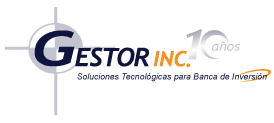 GESTOR INC. 10 años
Soluciones Tecnológicas para Banca de Inversión